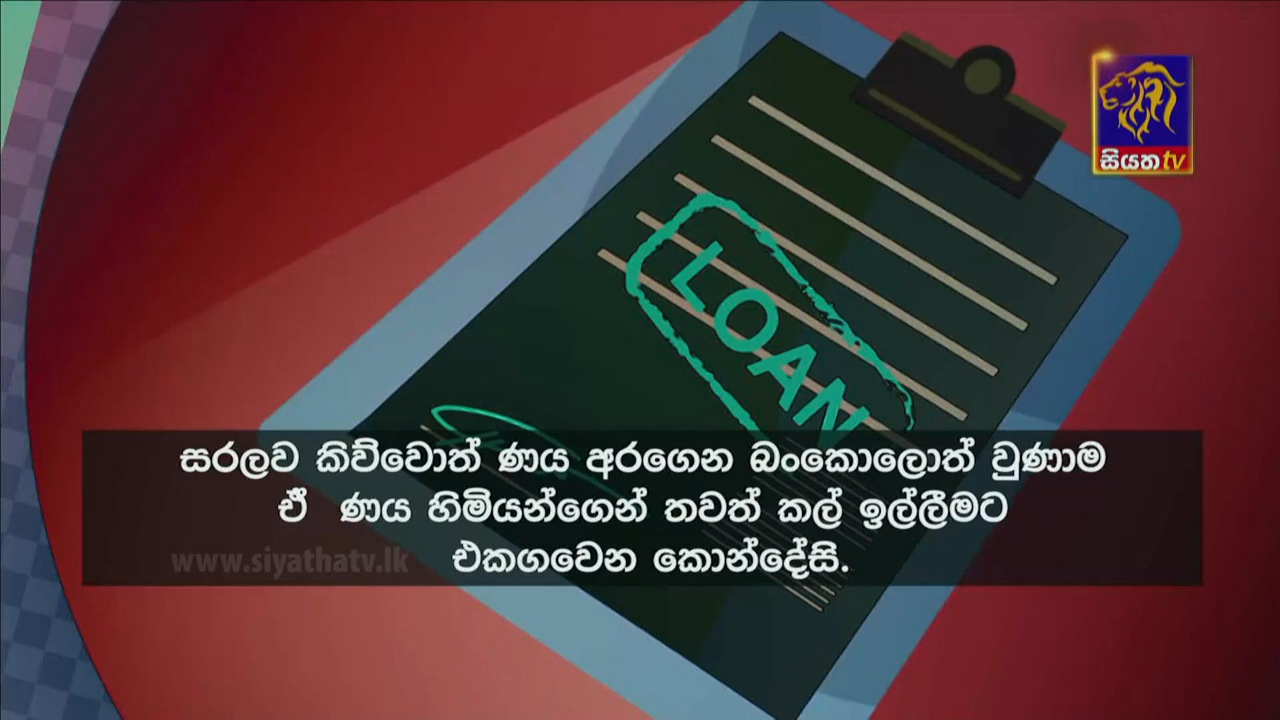 සියත tv
LOAN
සරලව කිව්වොත් ණය අරගෙන බංකොලොත් වුණාම
ඒ ණය හිමියන්ගෙන් තවත් කල් ඉල්ලීමට
එකගවෙන කොන්දේසි.
www.siyathatv.lk